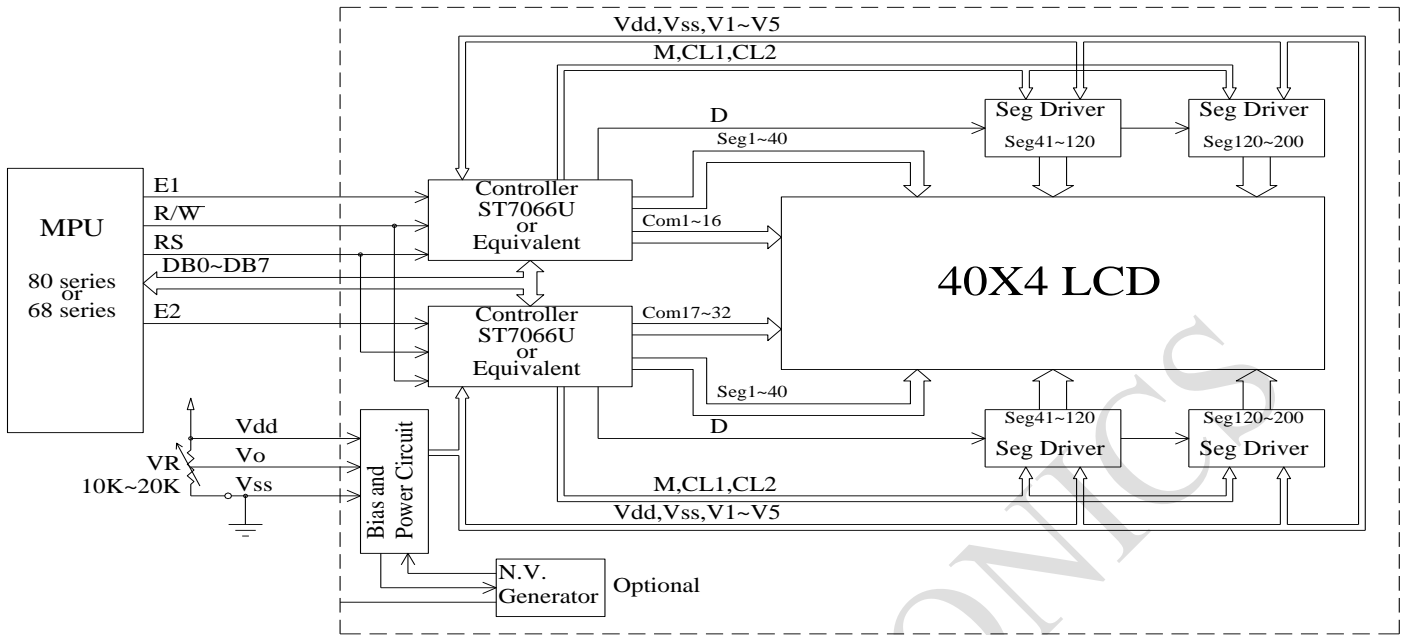 Vdd,Vss,V1~V5
M,CL1,CL2
D
Seg Driver
Seg41~120
Seg Driver
Seg120~200
Seg1~40
MPU
80 series
or
68 series
E1
R/W
RS
DB0~DB7
E2
Controller
ST7066U
or
Equivalent
Com1~16
40X4 LCD
Controller
ST7066U
or
Equivalent
Com17~32
Seg1~40
D
Seg41~120
Seg Driver
Seg120~200
Seg Driver
Vdd
VR
Vo
10K~20K
Vss
Bias and
Power Circuit
M,CL1,CL2
Vdd,Vss,V1~V5
N.V.
Generator
Optional
ONICS